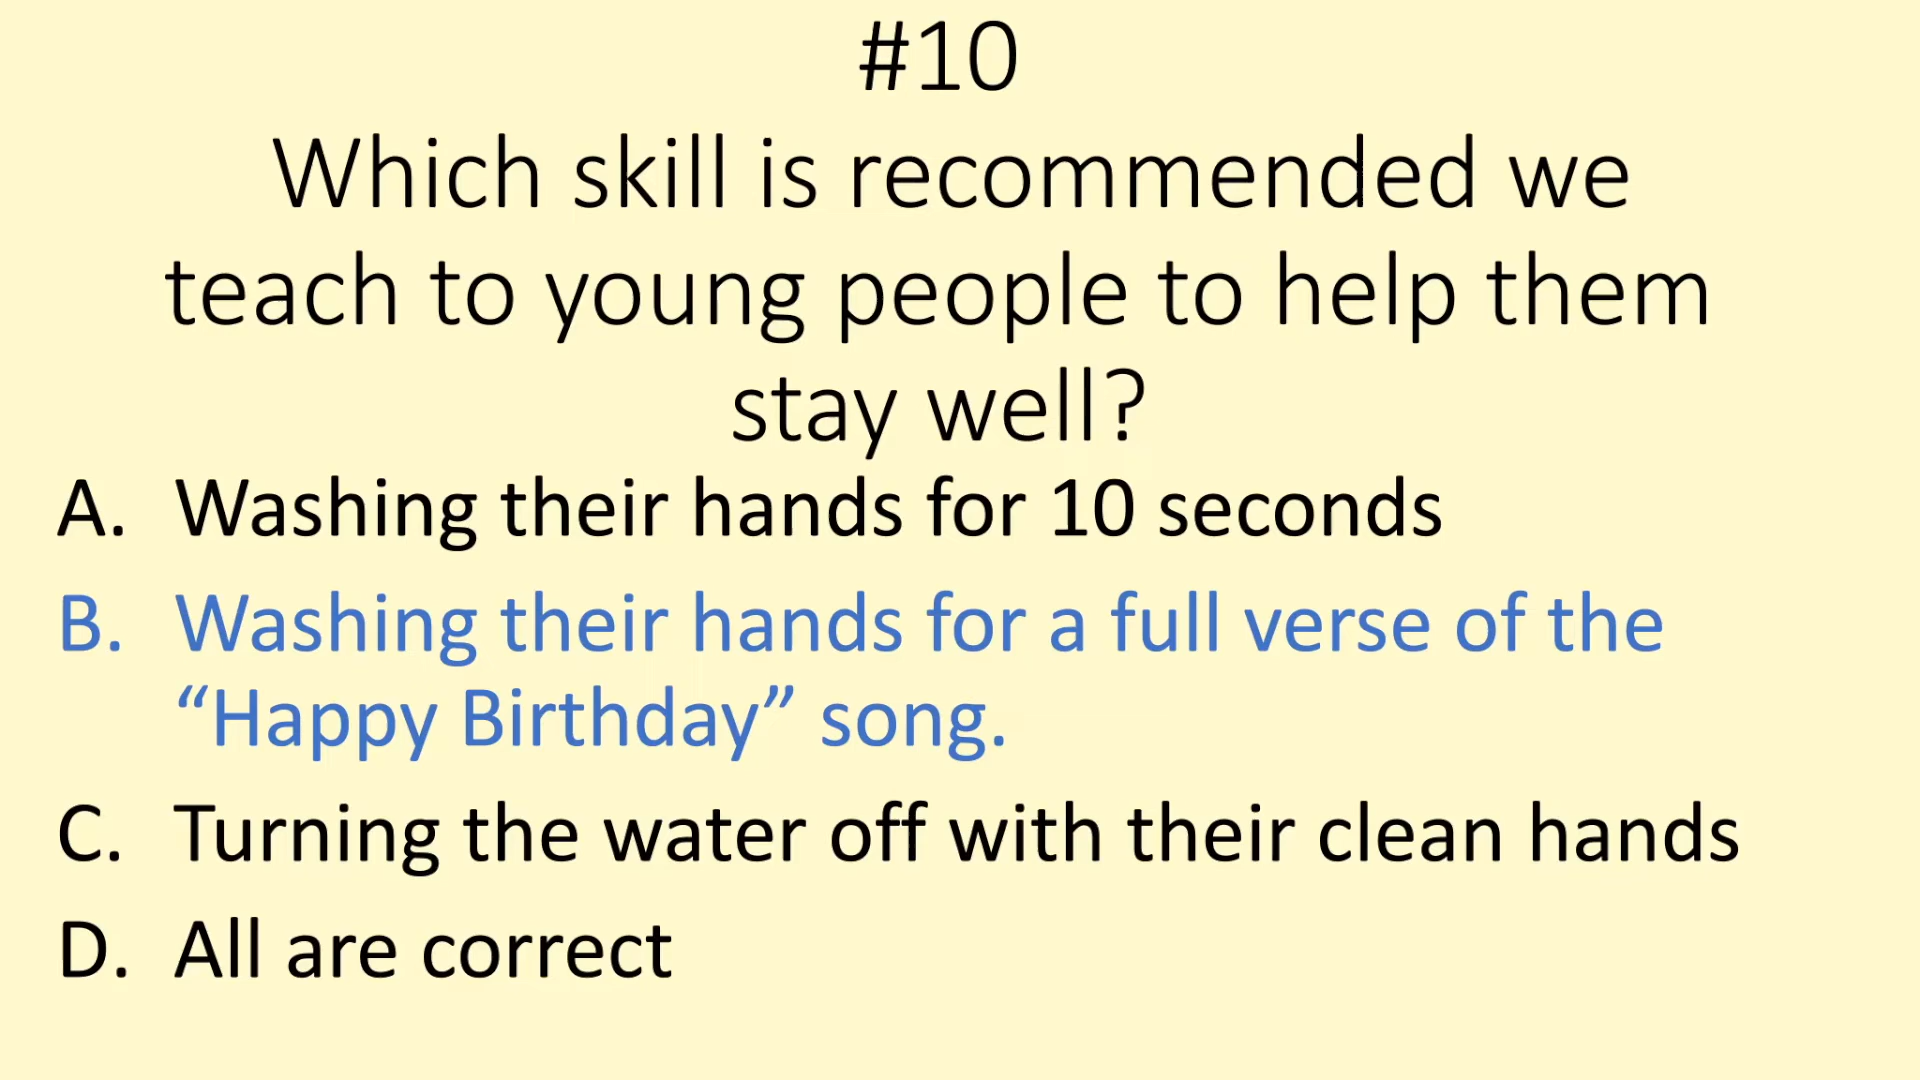 #10
Which skill is recommended we
teach to young people to help them
stay well?
A. Washing their hands for 10 seconds
B. Washing their hands for a full verse of the
“Happy Birthday” song.
C. Turning the water off with their clean hands
D. All are correct